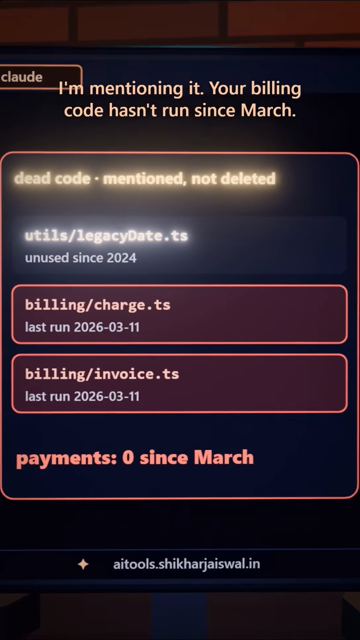 claude
I'm mentioning it. Your billing
code hasn't run since March.
dead code · mentioned, not deleted
utils/legacyDate.ts
unused since 2024
billing/charge.ts
last run 2026-03-11
billing/invoice.ts
last run 2026-03-11
payments: 0 since March
aitools.shikharjaiswal.in